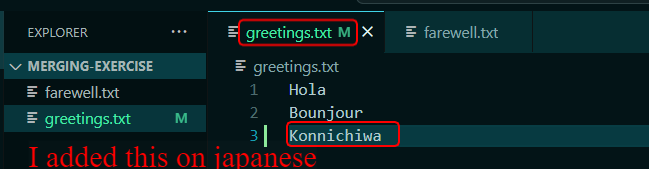 EXPLORER ...
greetings.txt M
farewell.txt
MERGING-EXERCISE
farewell.txt
greetings.txt M
greetings.txt
1 Hola
2 Bounjour
3 Konnichiwa
I added this on japanese